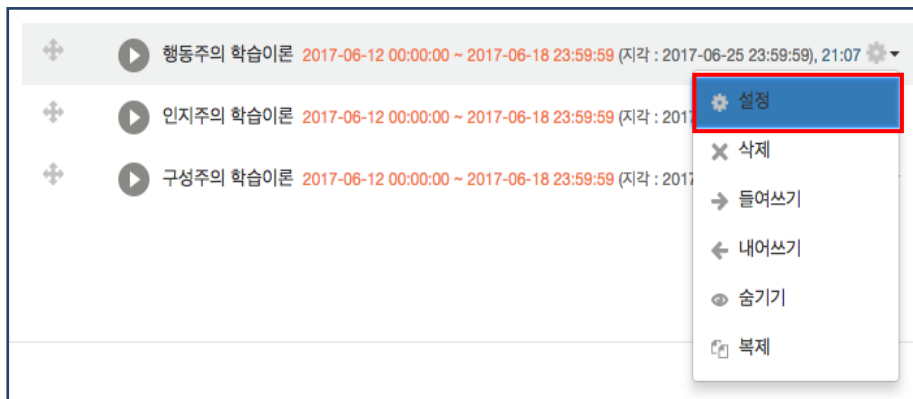 행동주의 학습이론 2017-06-12 00:00:00 ~ 2017-06-18 23:59:59 (지각 : 2017-06-25 23:59:59), 21:07
인지주의 학습이론 2017-06-12 00:00:00 ~ 2017-06-18 23:59:59 (지각 : 201
구성주의 학습이론 2017-06-12 00:00:00 ~ 2017-06-18 23:59:59 (지각 : 2017
설정
삭제
들여쓰기
내어쓰기
숨기기
복제